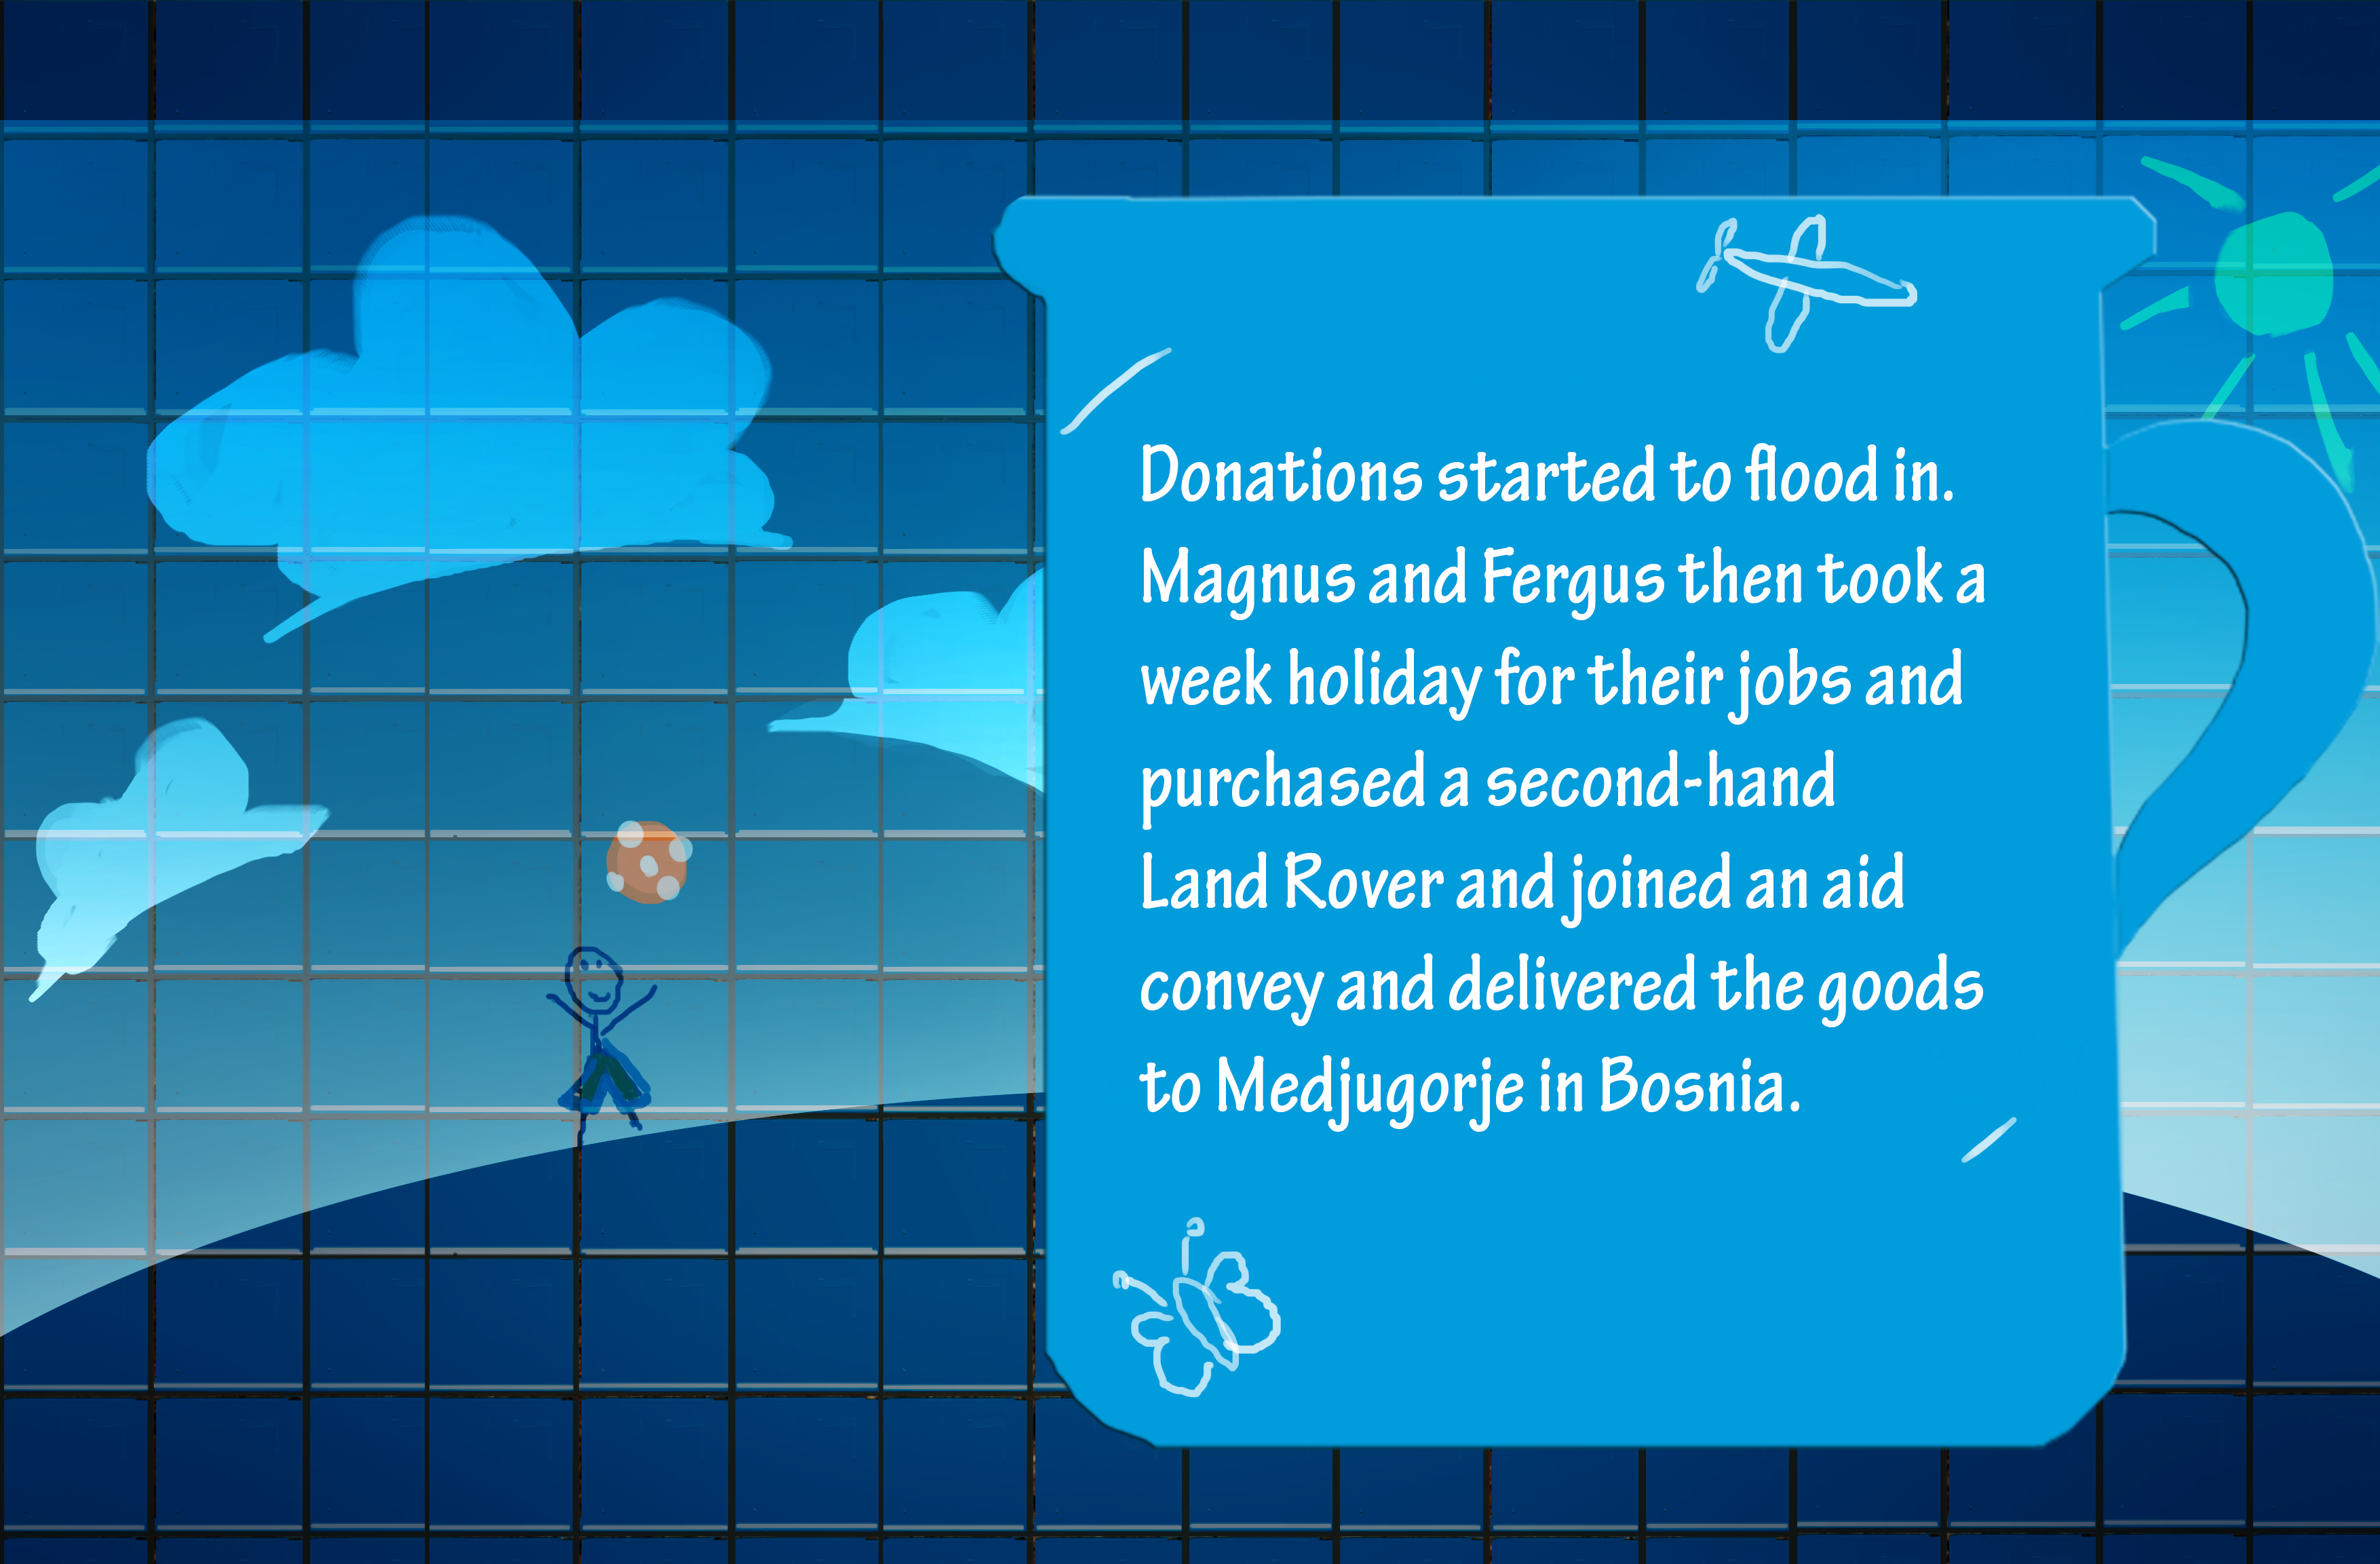 Donations started to flood in.
Magnus and Fergus then took a
week holiday for their jobs and
purchased a second-hand
Land Rover and joined an aid
convey and delivered the goods
to Medjugorje in Bosnia.